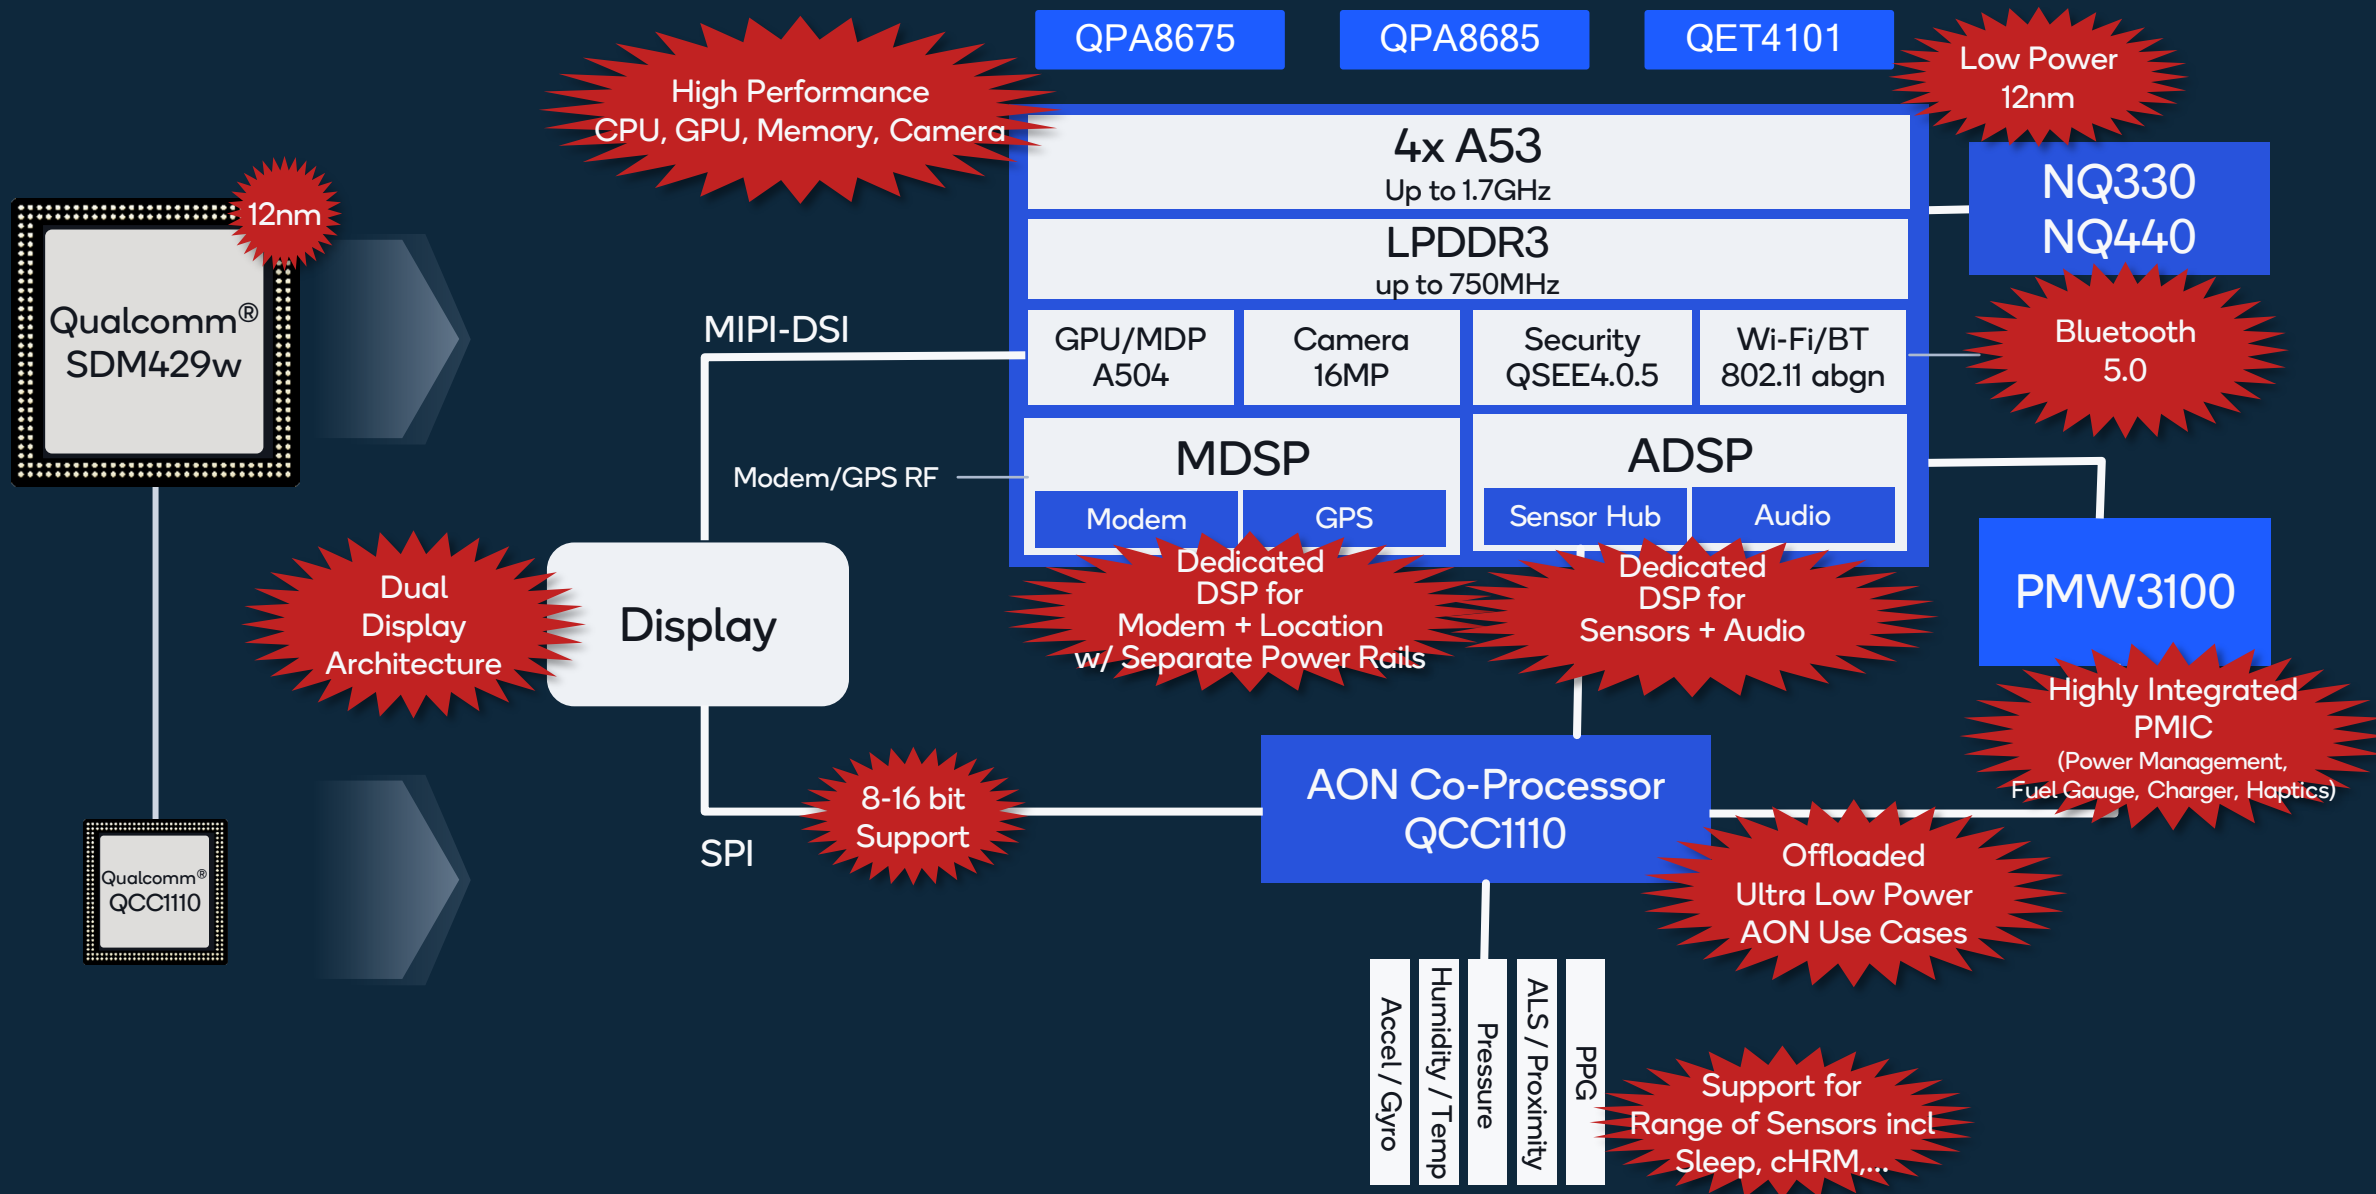 QPA8675
QPA8685
QET4101
Low Power
12nm
High Performance
CPU, GPU, Memory, Camera
4x A53
Up to 1.7GHz
NQ330
NQ440
12nm
LPDDR3
up to 750MHz
Qualcomm®
SDM429w
MIPI-DSI
GPU/MDP
A504
Camera
16MP
Security
QSEE4.0.5
Wi-Fi/BT
802.11 abgn
Bluetooth
5.0
Modem/GPS RF
MDSP
ADSP
Modem
GPS
Sensor Hub
Audio
Dual
Display
Architecture
Display
Dedicated
DSP for
Modem + Location
w/ Separate Power Rails
Dedicated
DSP for
Sensors + Audio
PMW3100
Highly Integrated
PMIC
(Power Management,
Fuel Gauge, Charger, Haptics)
8-16 bit
Support
SPI
AON Co-Processor
QCC1110
Offloaded
Ultra Low Power
AON Use Cases
Qualcomm®
QCC1110
Accel / Gyro
Humidity / Temp
Pressure
ALS / Proximity
PPG
Support for
Range of Sensors incl
Sleep, cHRM,...